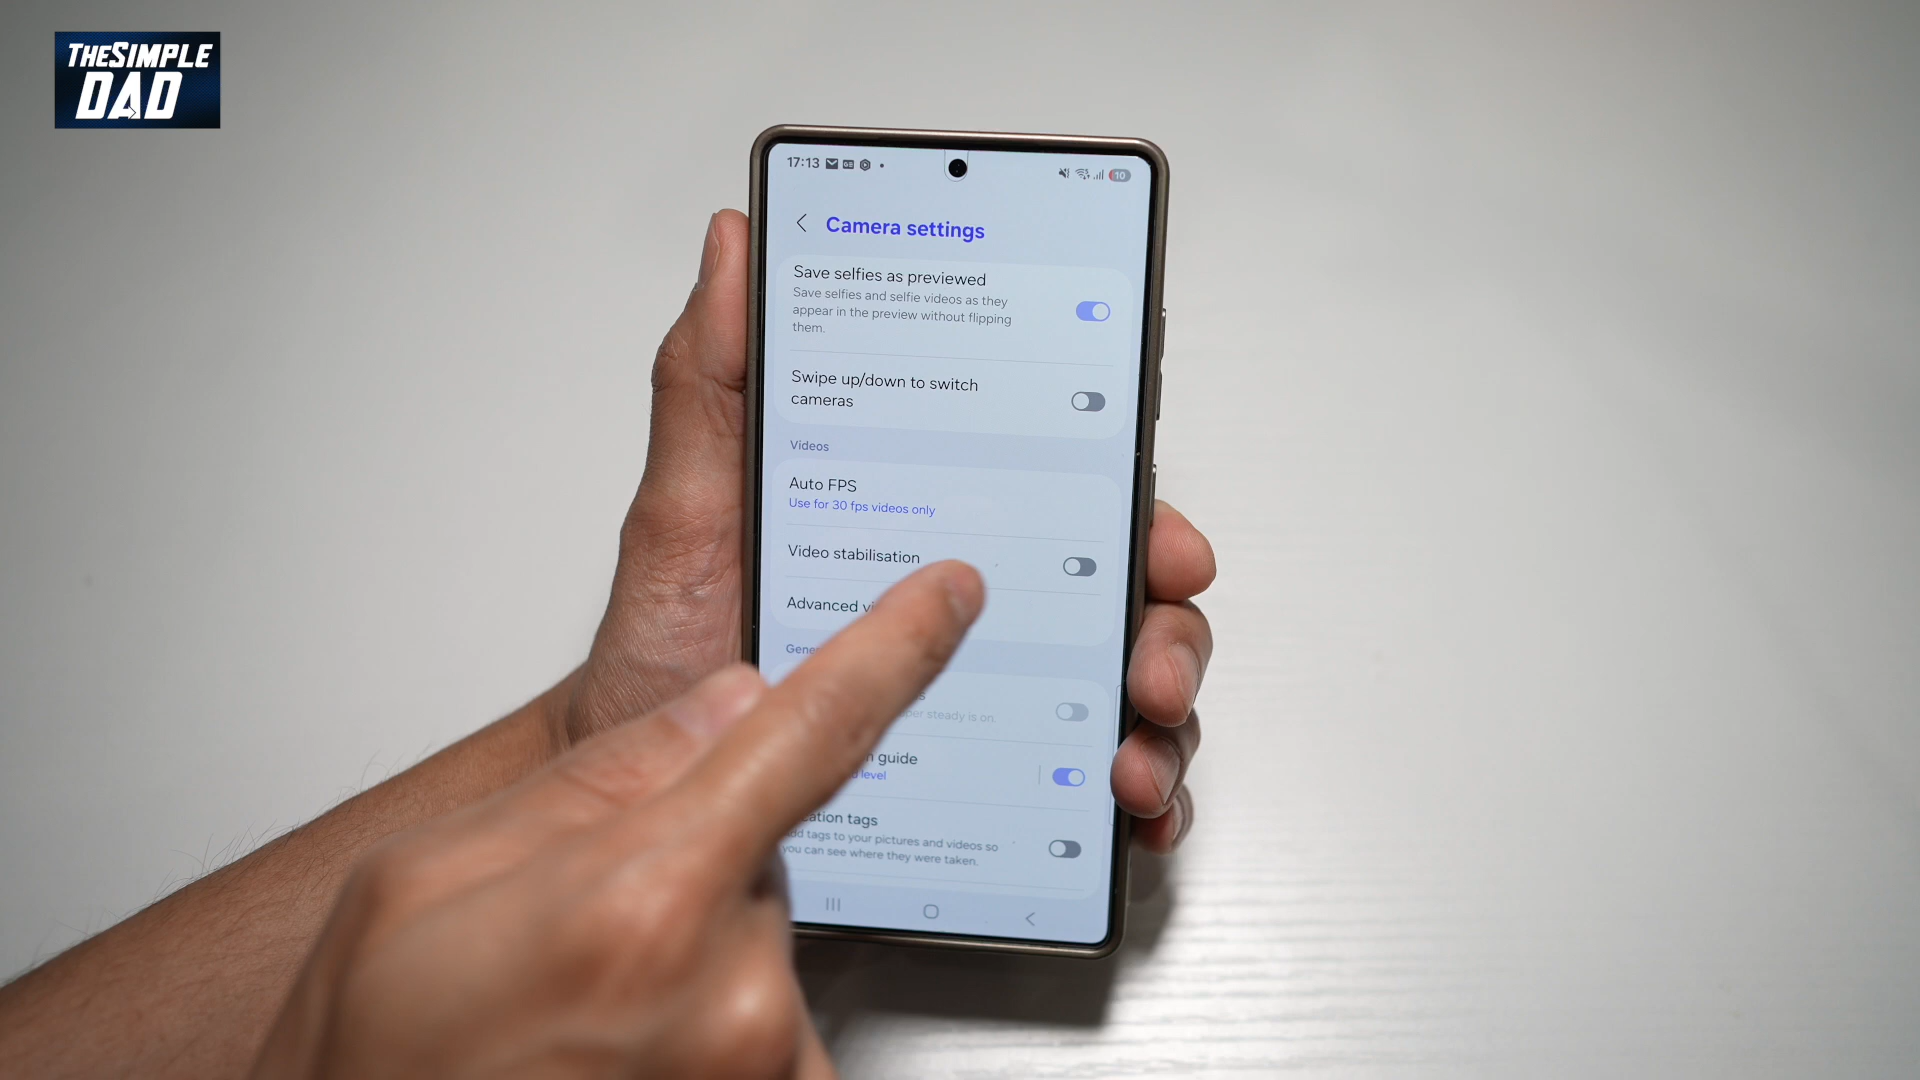 THESIMPLE
DAD
17:13
10
Camera settings
Save selfies as previewed
Save selfies and selfie videos as they
appear in the preview without flipping
them.
Swipe up/down to switch
cameras
Videos
Auto FPS
Use for 30 fps videos only
Video stabilisation
Advanced
steady is on.
guide
level
tags
tags to your pictures and videos so
you can see where they were taken.